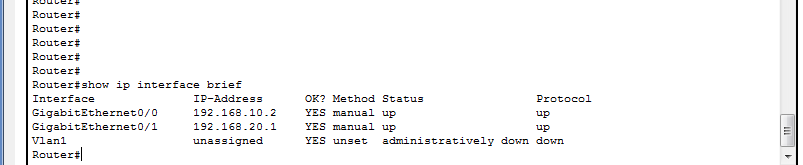 Router#
Router#
Router#
Router#
Router#
Router#
Router#show ip interface brief
Interface IP-Address OK? Method Status Protocol
GigabitEthernet0/0 192.168.10.2 YES manual up up
GigabitEthernet0/1 192.168.20.1 YES manual up up
Vlan1 unassigned YES unset administratively down down
Router#